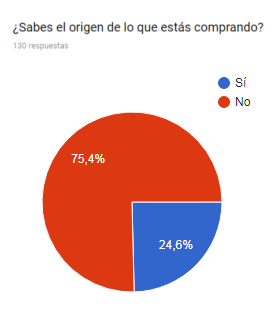 ¿Sabes el origen de lo que estás comprando?
130 respuestas
Sí
No
75,4%
24,6%